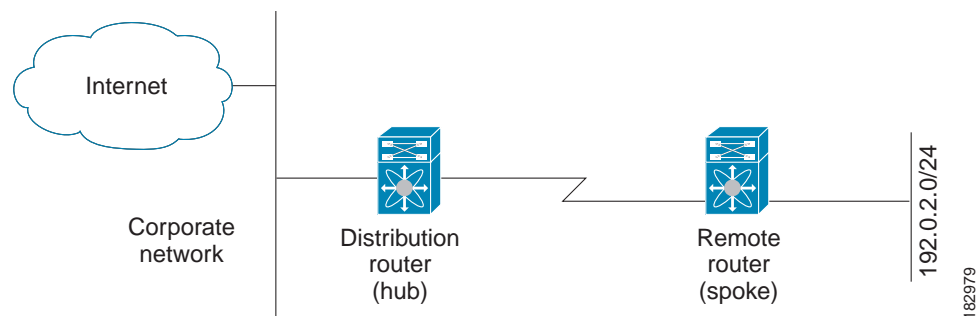 Internet
Corporate
network
Distribution
router
(hub)
Remote
router
(spoke)
192.0.2.0/24
182979